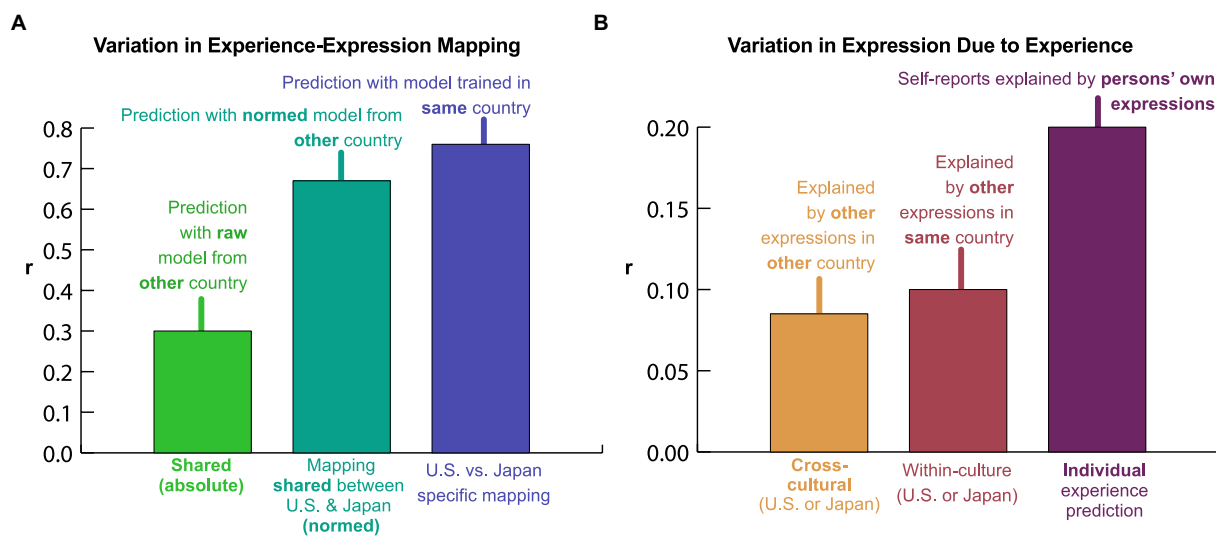 A
Variation in Experience-Expression Mapping
Prediction with model trained in
same country
Prediction with normed model from
other country
Prediction
with raw
model from
other country
r
0.8
0.7
0.6
0.5
0.4
0.3
0.2
0.1
0.0
Shared
(absolute)
Mapping
shared between
U.S. & Japan
(normed)
U.S. vs. Japan
specific mapping
B
Variation in Expression Due to Experience
Self-reports explained by persons' own
expressions
Explained
by other
expressions in
same country
Explained
by other
expressions in
other country
r
0.20
0.15
0.10
0.05
0.00
Cross-
cultural
(U.S. or Japan)
Within-culture
(U.S. or Japan)
Individual
experience
prediction